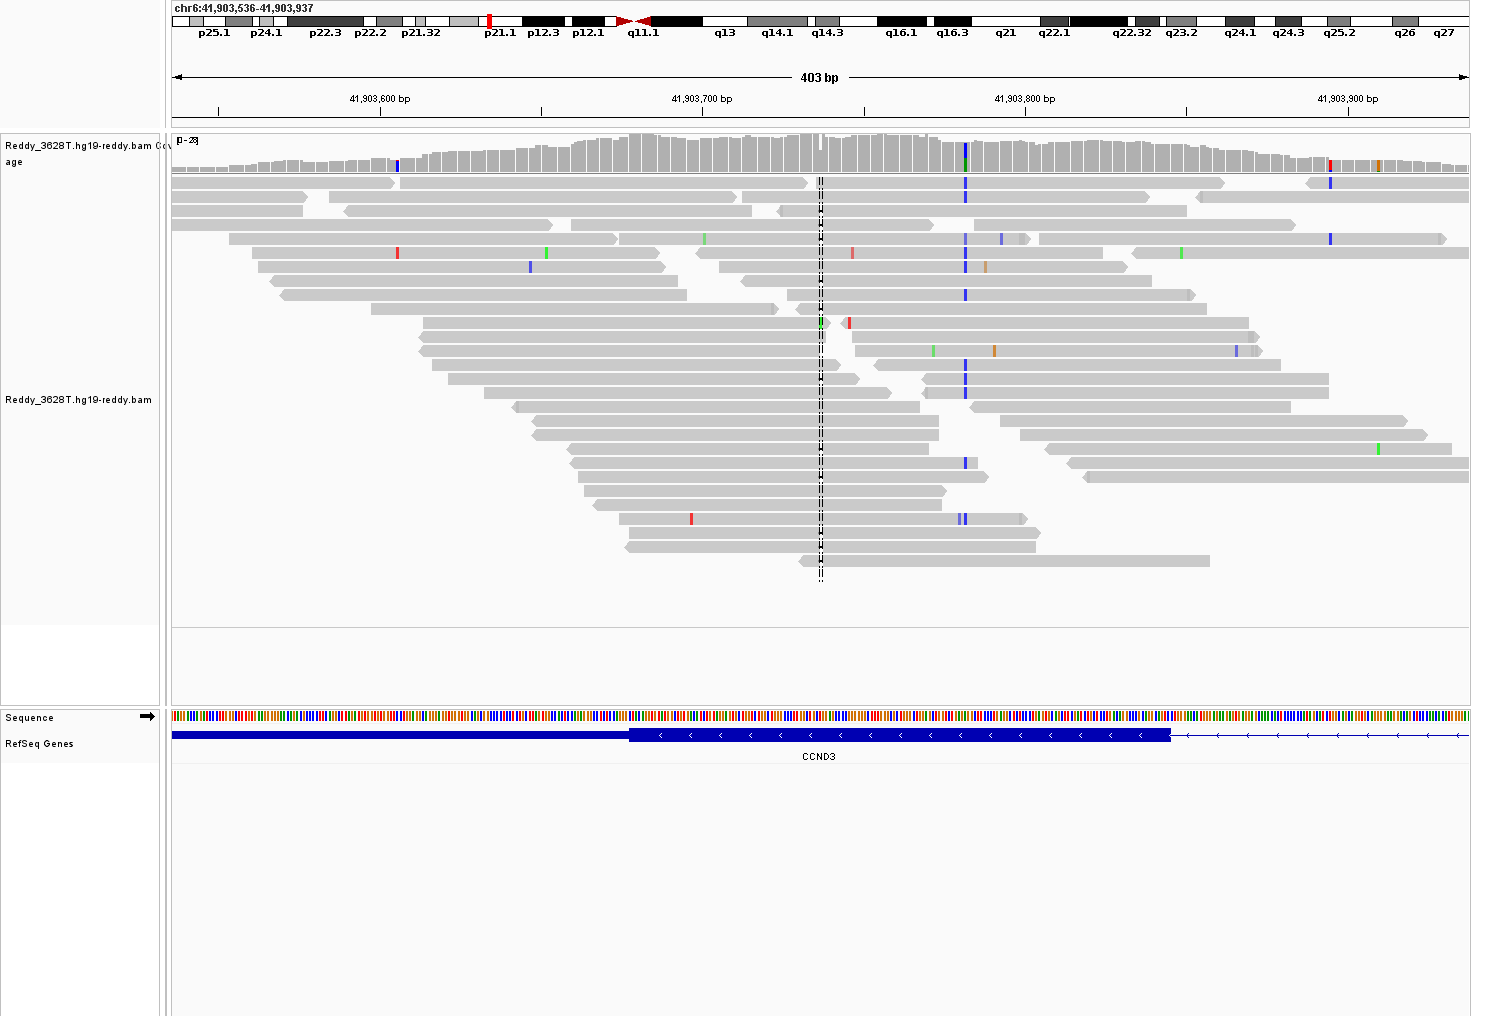 chr6:41,903,536-41,903,937
p25.1 p24.1 p22.3 p22.2 p21.32 p21.1 p12.3 p12.1 q11.1 q13 q14.1 q14.3 q16.1 q16.3 q21 q22.1 q22.32 q23.2 q24.1 q24.3 q25.2 q26 q27
403 bp
41,903,600 bp 41,903,700 bp 41,903,800 bp 41,903,900 bp
Reddy_3628T.hg19-reddy.bam Cov
age
[0 - 28]
Reddy_3628T.hg19-reddy.bam
Sequence
RefSeq Genes
CCND3